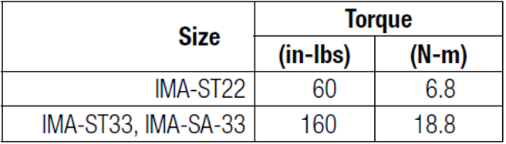 Size Torque
(in-lbs) (N-m)
IMA-ST22 60 6.8
IMA-ST33, IMA-SA-33 160 18.8